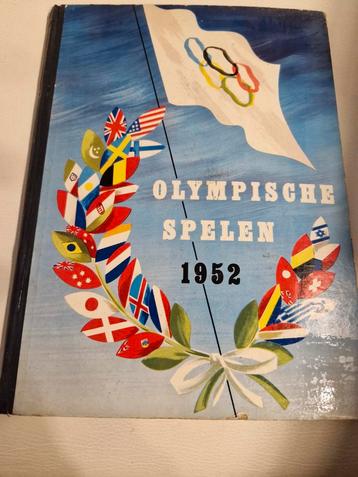 OLYMPISCHE
SPELEN
1952